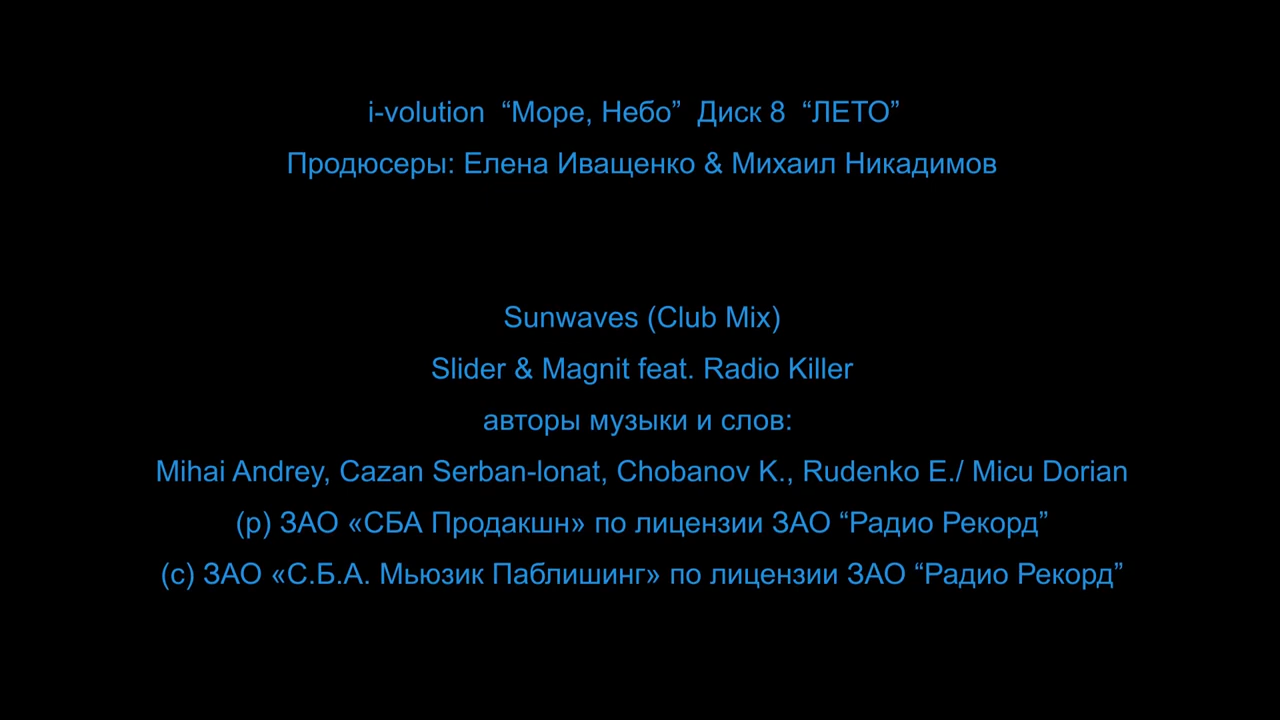 i-volution “Море, Небо” Диск 8 “ЛЕТО”
Продюсеры: Елена Иващенко & Михаил Никадимов
Sunwaves (Club Mix)
Slider & Magnit feat. Radio Killer
авторы музыки и слов:
Mihai Andrey, Cazan Serban-lonat, Chobanov K., Rudenko E./ Micu Dorian
(р) ЗАО «СБА Продакшн» по лицензии ЗАО “Радио Рекорд”
(с) ЗАО «С.Б.А. Мьюзик Паблишинг» по лицензии ЗАО “Радио Рекорд”